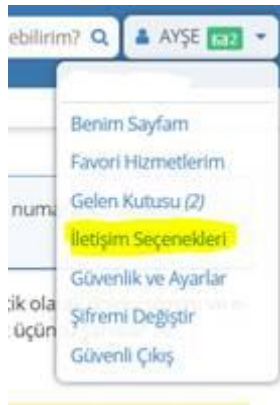 ebilirim? AYŞE 2
Benim Sayfam
Favori Hizmetlerim
numa Gelen Kutusu (2)
İletişim Seçenekleri
Güvenlik ve Ayarlar
tik ola Şifremi Değiştir
üçün
Güvenli Çıkış